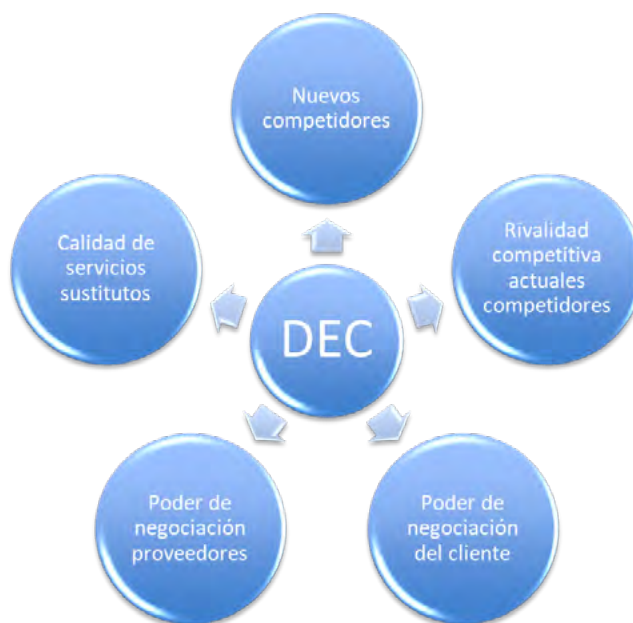 Nuevos
competidores
Calidad de
servicios
sustitutos
Rivalidad
competitiva
actuales
competidores
DEC
Poder de
negociación
proveedores
Poder de
negociación
del cliente